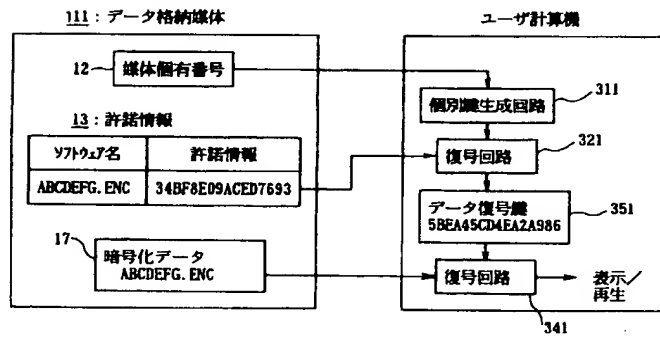 111：データ格納媒体
ユーザ計算機
12
媒体個有番号
311
個別鍵生成回路
13：許諾情報
ソフトウェア名 許諾情報
321
復号回路
ABCDEFG.ENC 34BF8E09ACED7693
データ復号鍵
5BEA45CD4EA2A986
351
17
暗号化データ
ABCDEFG.ENC
復号回路
表示／
再生
341